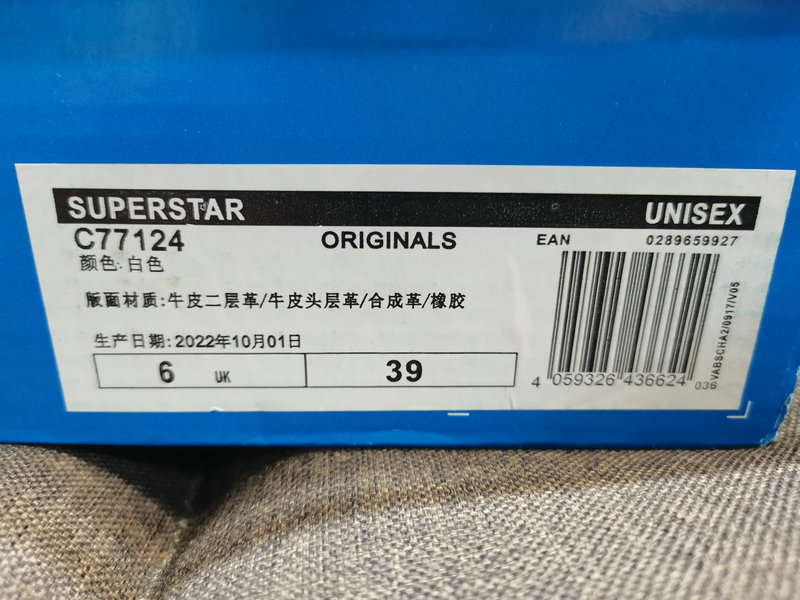 SUPERSTAR UNISEX
C77124 ORIGINALS EAN 0289659927
颜色:白色
版面材质:牛皮二层革/牛皮头层革/合成革/橡胶
生产日期:2022年10月01日
6 UK 39
4 059326 436624 036
VABSCHA2/0917/V05